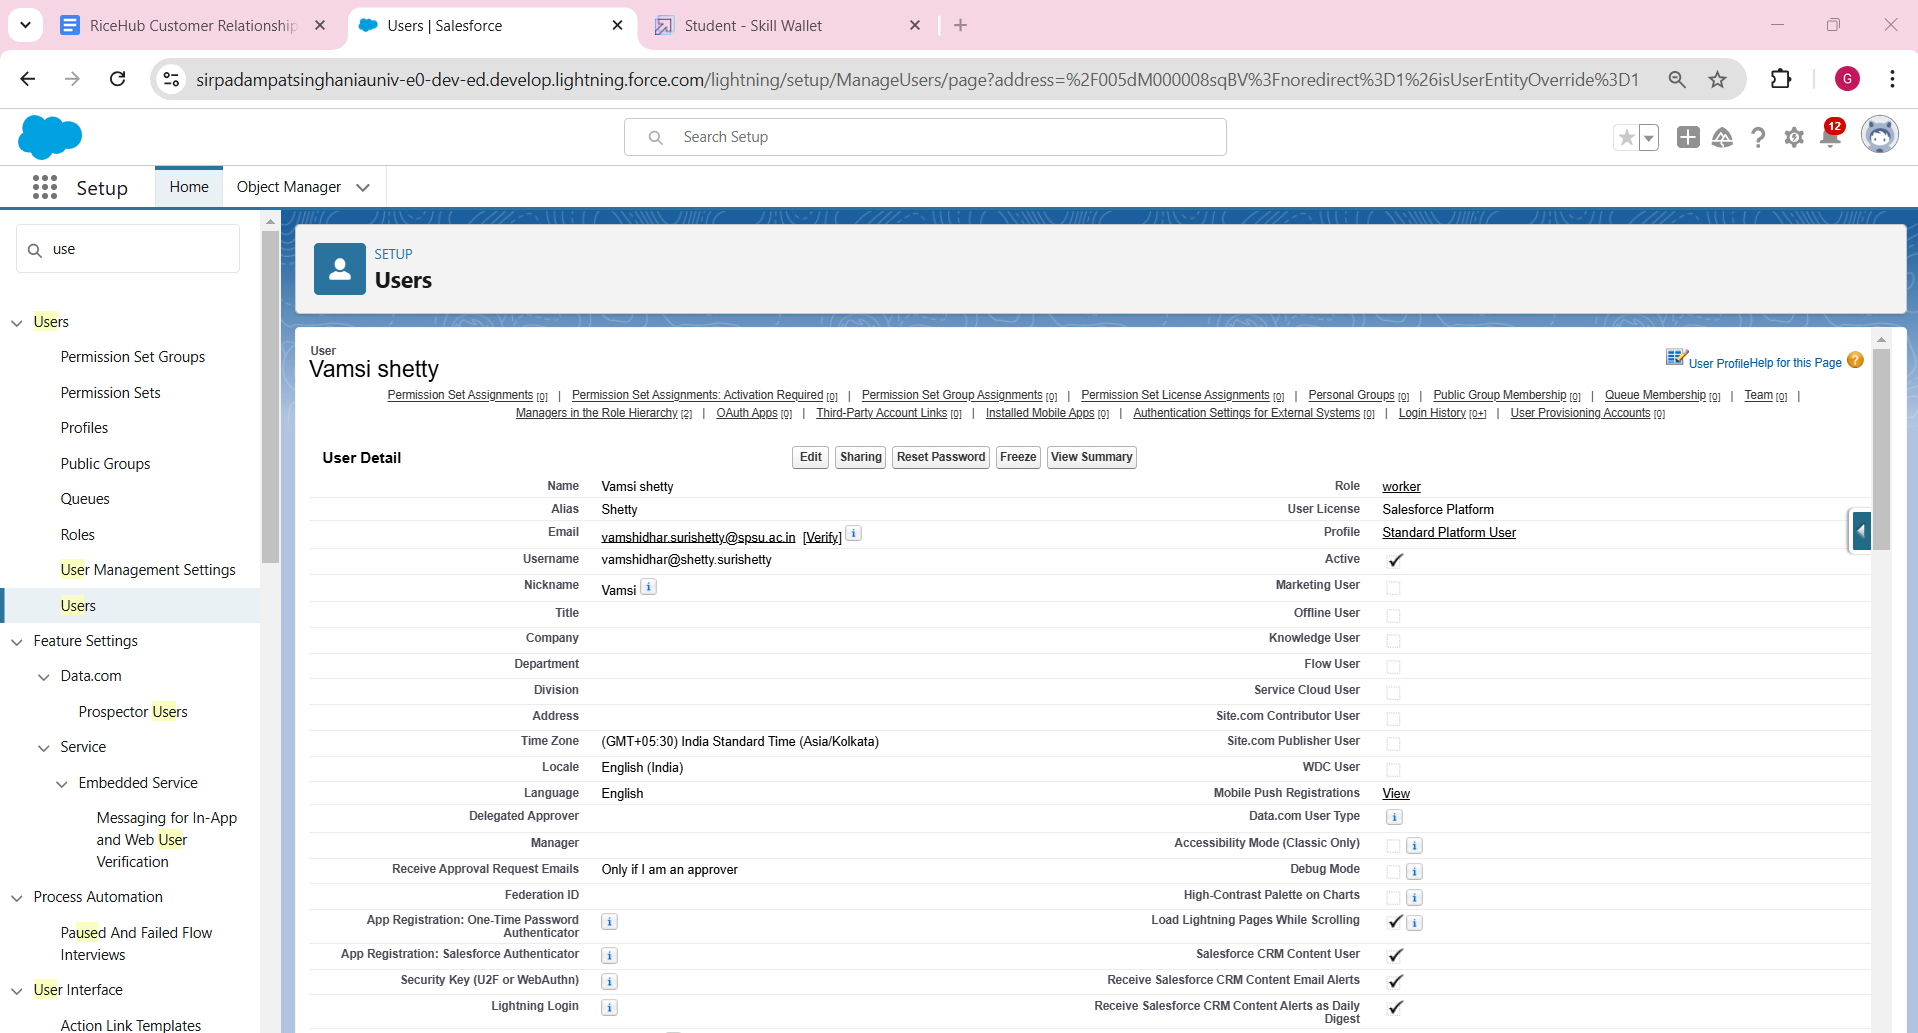 RiceHub Customer Relationship
Users | Salesforce
Student - Skill Wallet
sirpadampatsinghaniauniv-e0-dev-ed.develop.lightning.force.com/lightning/setup/ManageUsers/page?address=%2F005dM000008sqBV%3Fnoredirect%3D1%26isUserEntityOverride%3D1
G
Search Setup
12
Setup
Home
Object Manager
use
Users
Permission Set Groups
Permission Sets
Profiles
Public Groups
Queues
Roles
User Management Settings
Users
Feature Settings
Data.com
Prospector Users
Service
Embedded Service
Messaging for In-App
and Web User
Verification
Process Automation
Paused And Failed Flow
Interviews
User Interface
Action Link Templates
SETUP
Users
User
Vamsi shetty
User Profile
Help for this Page ?
Permission Set Assignments [0] | Permission Set Assignments: Activation Required [0] | Permission Set Group Assignments [0] | Permission Set License Assignments [0] | Personal Groups [0] | Public Group Membership [0] | Queue Membership [0] | Team [0] |
Managers in the Role Hierarchy [2] | OAuth Apps [0] | Third-Party Account Links [0] | Installed Mobile Apps [0] | Authentication Settings for External Systems [0] | Login History [0+] | User Provisioning Accounts [0]
User Detail
Edit Sharing Reset Password Freeze View Summary
Name Vamsi shetty
Role worker
Alias Shetty
User License Salesforce Platform
Email vamshidhar.surishetty@spsu.ac.in [Verify] i
Profile Standard Platform User
Username vamshidhar@shetty.surishetty
Active
Nickname Vamsi i
Marketing User
Title
Offline User
Company
Knowledge User
Department
Flow User
Division
Service Cloud User
Address
Site.com Contributor User
Time Zone (GMT+05:30) India Standard Time (Asia/Kolkata)
Site.com Publisher User
Locale English (India)
WDC User
Language English
Mobile Push Registrations View
Delegated Approver
Data.com User Type i
Manager
Accessibility Mode (Classic Only) i
Receive Approval Request Emails Only if I am an approver
Debug Mode i
Federation ID
High-Contrast Palette on Charts i
App Registration: One-Time Password
Authenticator i
Load Lightning Pages While Scrolling i
App Registration: Salesforce Authenticator i
Salesforce CRM Content User
Security Key (U2F or WebAuthn) i
Receive Salesforce CRM Content Email Alerts
Lightning Login i
Receive Salesforce CRM Content Alerts as Daily
Digest